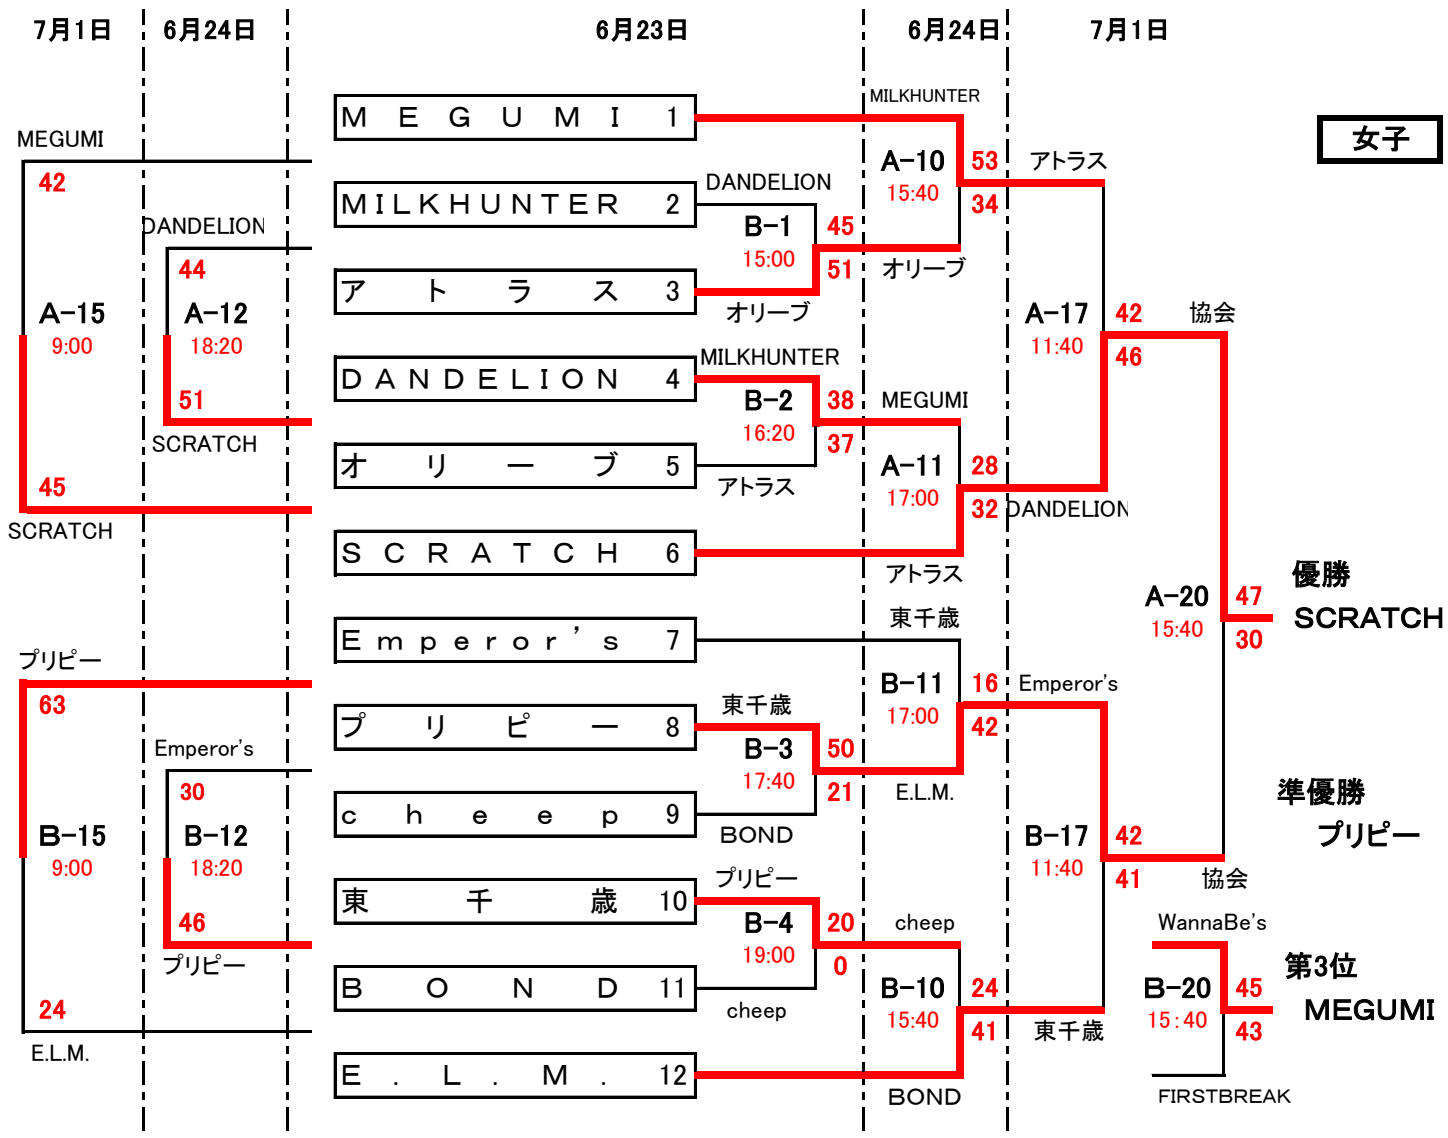 7月1日 6月24日 6月23日 6月24日 7月1日
女子
MEGUMI
42
A-15
9:00
45
SCRATCH
DANDELION
44
A-12
18:20
51
SCRATCH
プリピー
63
B-15
9:00
24
E.L.M.
Emperor's
30
B-12
18:20
46
プリピー
MEGUMI 1
MILKHUNTER 2
アトラス 3
DANDELION 4
オリーブ 5
SCRATCH 6
Emperor's 7
プリピー 8
cheep 9
東千歳 10
BOND 11
E.L.M. 12
DANDELION
B-1 45
15:00 51
オリーブ
MILKHUNTER
B-2 38
16:20 37
アトラス
東千歳
B-3 50
17:40 21
BOND
プリピー
B-4 20
19:00 0
cheep
MILKHUNTER
A-10 53
15:40 34
オリーブ
MEGUMI
A-11 28
17:00 32
アトラス
東千歳
B-11 16
17:00 42
E.L.M.
cheep
B-10 24
15:40 41
BOND
アトラス
A-17 42
11:40 46
DANDELION
Emperor's
B-17 42
11:40 41
東千歳
協会
A-20 47
15:40 30
協会
優勝
SCRATCH
準優勝
プリピー
WannaBe's
B-20 45
15:40 43
FIRSTBREAK
第3位
MEGUMI